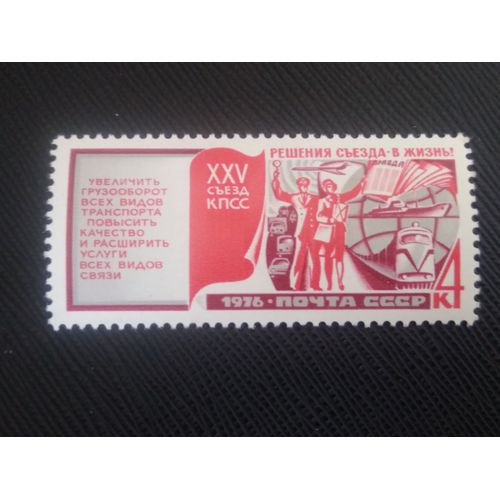 УВЕЛИЧИТЬ
ГРУЗООБОРОТ
ВСЕХ ВИДОВ
ТРАНСПОРТА
ПОВЫСИТЬ
КАЧЕСТВО
И РАСШИРИТЬ
УСЛУГИ
ВСЕХ ВИДОВ
СВЯЗИ
XXV
СЪЕЗД
КПСС
РЕШЕНИЯ СЪЕЗДА·В ЖИЗНЬ!
4
К
1976·ПОЧТА СССР